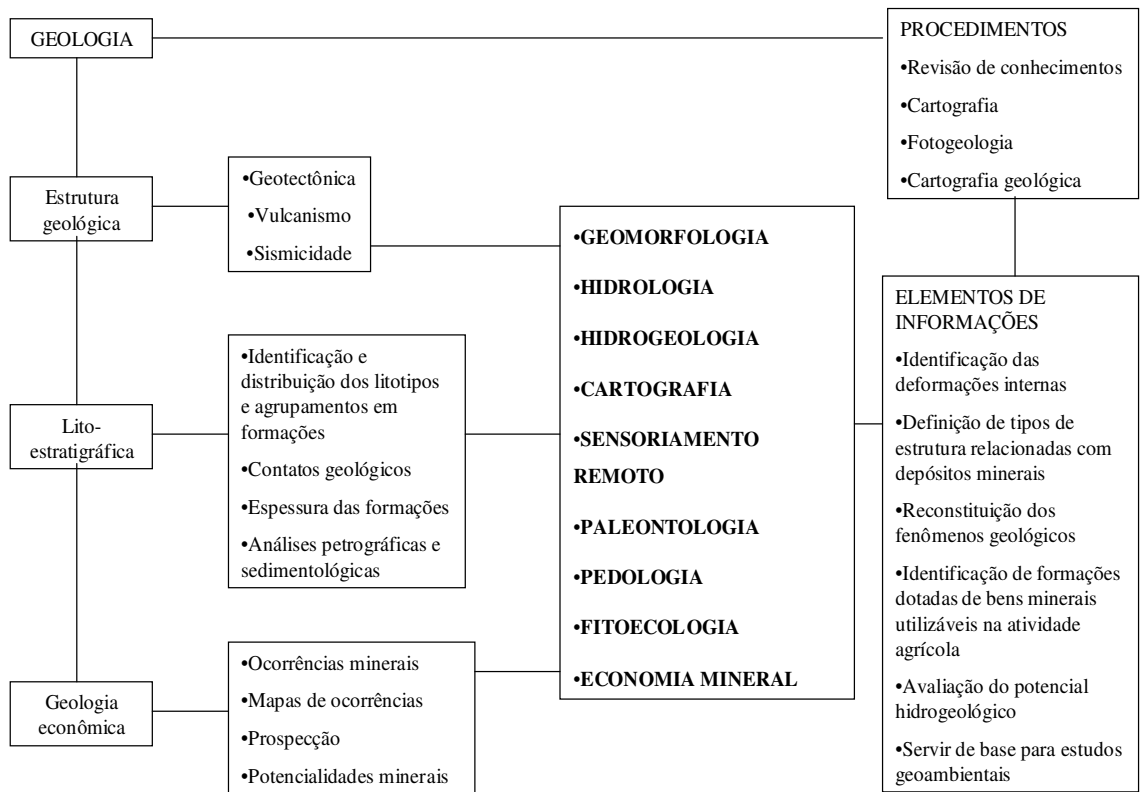 GEOLOGIA
PROCEDIMENTOS
•Revisão de conhecimentos
•Cartografia
•Fotogeologia
•Cartografia geológica
Estrutura
geológica
•Geotectônica
•Vulcanismo
•Sismicidade
Lito-
estratigráfica
•Identificação e
distribuição dos litotipos
e agrupamentos em
formações
•Contatos geológicos
•Espessura das formações
•Análises petrográficas e
sedimentológicas
Geologia
econômica
•Ocorrências minerais
•Mapas de ocorrências
•Prospecção
•Potencialidades minerais
•GEOMORFOLOGIA
•HIDROLOGIA
•HIDROGEOLOGIA
•CARTOGRAFIA
•SENSORIAMENTO
REMOTO
•PALEONTOLOGIA
•PEDOLOGIA
•FITOECOLOGIA
•ECONOMIA MINERAL
ELEMENTOS DE
INFORMAÇÕES
•Identificação das
deformações internas
•Definição de tipos de
estrutura relacionadas com
depósitos minerais
•Reconstituição dos
fenômenos geológicos
•Identificação de formações
dotadas de bens minerais
utilizáveis na atividade
agrícola
•Avaliação do potencial
hidrogeológico
•Servir de base para estudos
geoambientais